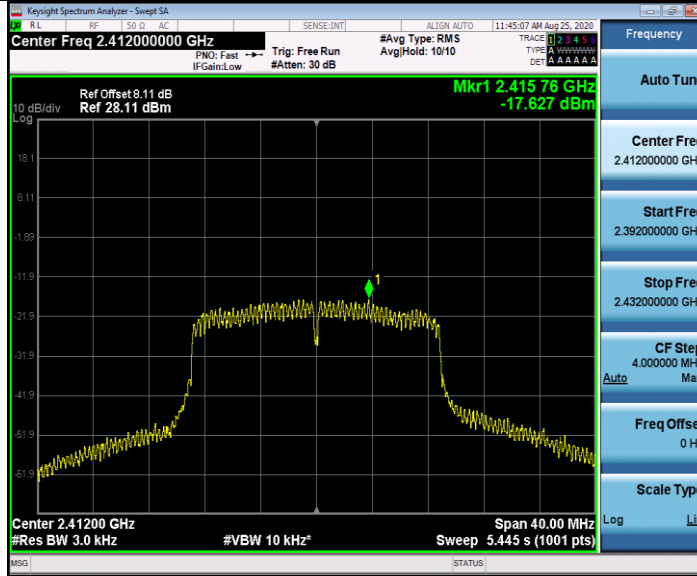 Keysight Spectrum Analyzer - Swept SA
RL RF 50 Ω AC SENSE:INT ALIGN AUTO 11:45:07 AM Aug 25, 2020
Center Freq 2.412000000 GHz
PNO: Fast
IFGain:Low
Trig: Free Run
#Atten: 30 dB
#Avg Type: RMS
Avg|Hold: 10/10
TRACE 1 2 3 4 5 6
TYPE A WWWWW
DET A A A A A A
Frequency
Mkr1 2.415 76 GHz
-17.627 dBm
Ref Offset 8.11 dB
Ref 28.11 dBm
10 dB/div
Log
18.1
8.11
-1.89
-11.9
-21.9
-31.9
-41.9
-51.9
-61.9
1
Center 2.41200 GHz
#Res BW 3.0 kHz
#VBW 10 kHz*
Span 40.00 MHz
Sweep 5.445 s (1001 pts)
Auto Tun
Center Fre
2.412000000 GH
Start Fre
2.392000000 GH
Stop Fre
2.432000000 GH
CF Ste
4.000000 MH
Auto Ma
Freq Offse
0 H
Scale Typ
Log Li
MSG STATUS